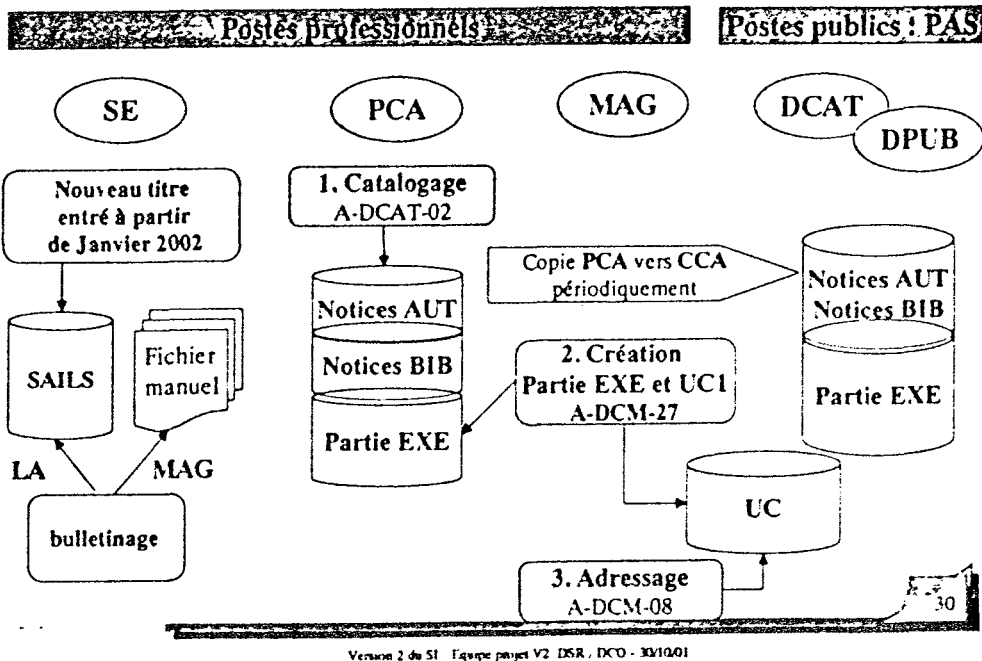 Postes professionnels
Postes publics : PAS
SE
PCA
MAG
DCAT
DPUB
Nouveau titre
entré à partir
de Janvier 2002
SAILS
Fichier
manuel
LA
MAG
bulletinage
1. Catalogage
A-DCAT-02
Notices AUT
Notices BIB
Partie EXE
Copie PCA vers CCA
périodiquement
2. Création
Partie EXE et UC1
A-DCM-27
Notices AUT
Notices BIB
Partie EXE
UC
3. Adressage
A-DCM-08
30
Version 2 du SI Equipe projet V2 DSR / DCO - 30/10/01